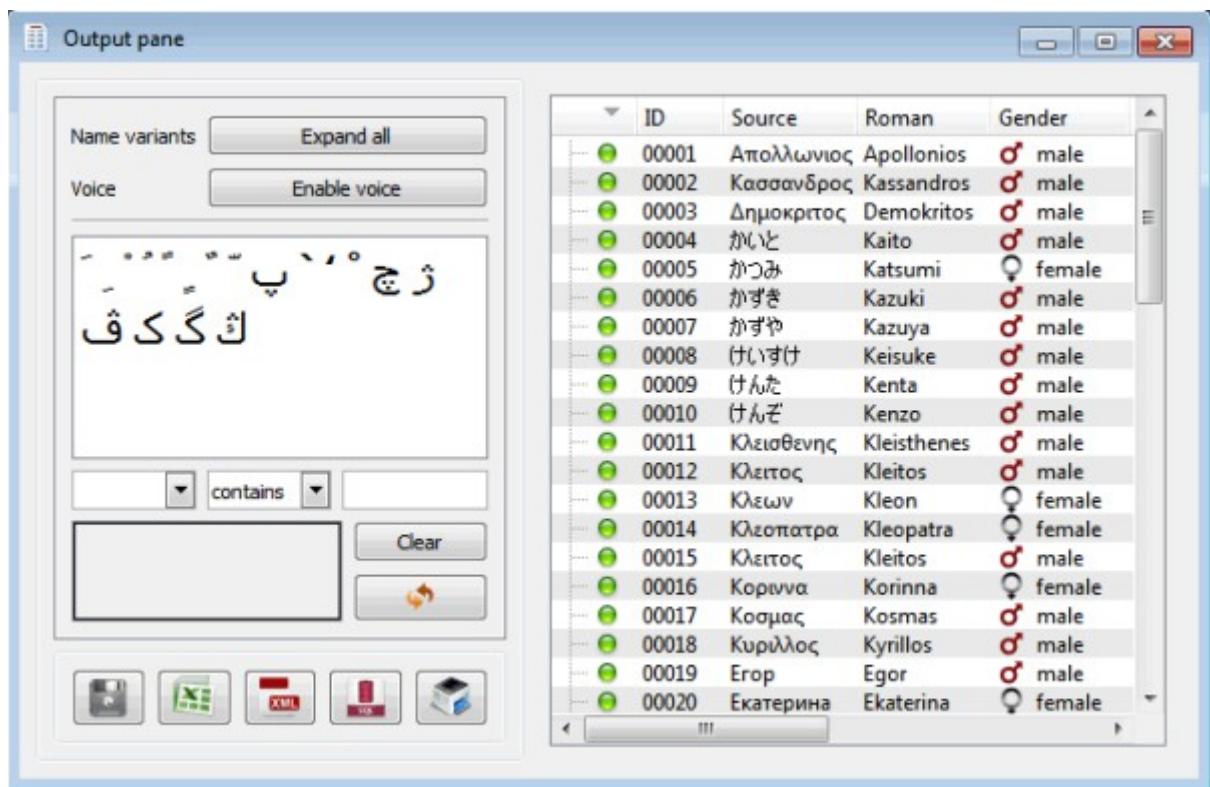 Output pane
Name variants Expand all
Voice Enable voice
پ چ ژ
ڤ ک گ ڭ
contains
Clear
XML
SQL
ID Source Roman Gender
00001 Απολλωνιος Apollonios male
00002 Κασσανδρος Kassandros male
00003 Δημοκριτος Demokritos male
00004 かいと Kaito male
00005 かつみ Katsumi female
00006 かずき Kazuki male
00007 かずや Kazuya male
00008 けいすけ Keisuke male
00009 けんた Kenta male
00010 けんぞ Kenzo male
00011 Κλεισθενης Kleisthenes male
00012 Κλειτος Kleitos male
00013 Κλεων Kleon female
00014 Κλεοπατρα Kleopatra female
00015 Κλειτος Kleitos male
00016 Κοριννα Korinna female
00017 Κοσμας Kosmas male
00018 Κυριλλος Kyrillos male
00019 Егор Egor male
00020 Екатерина Ekaterina female